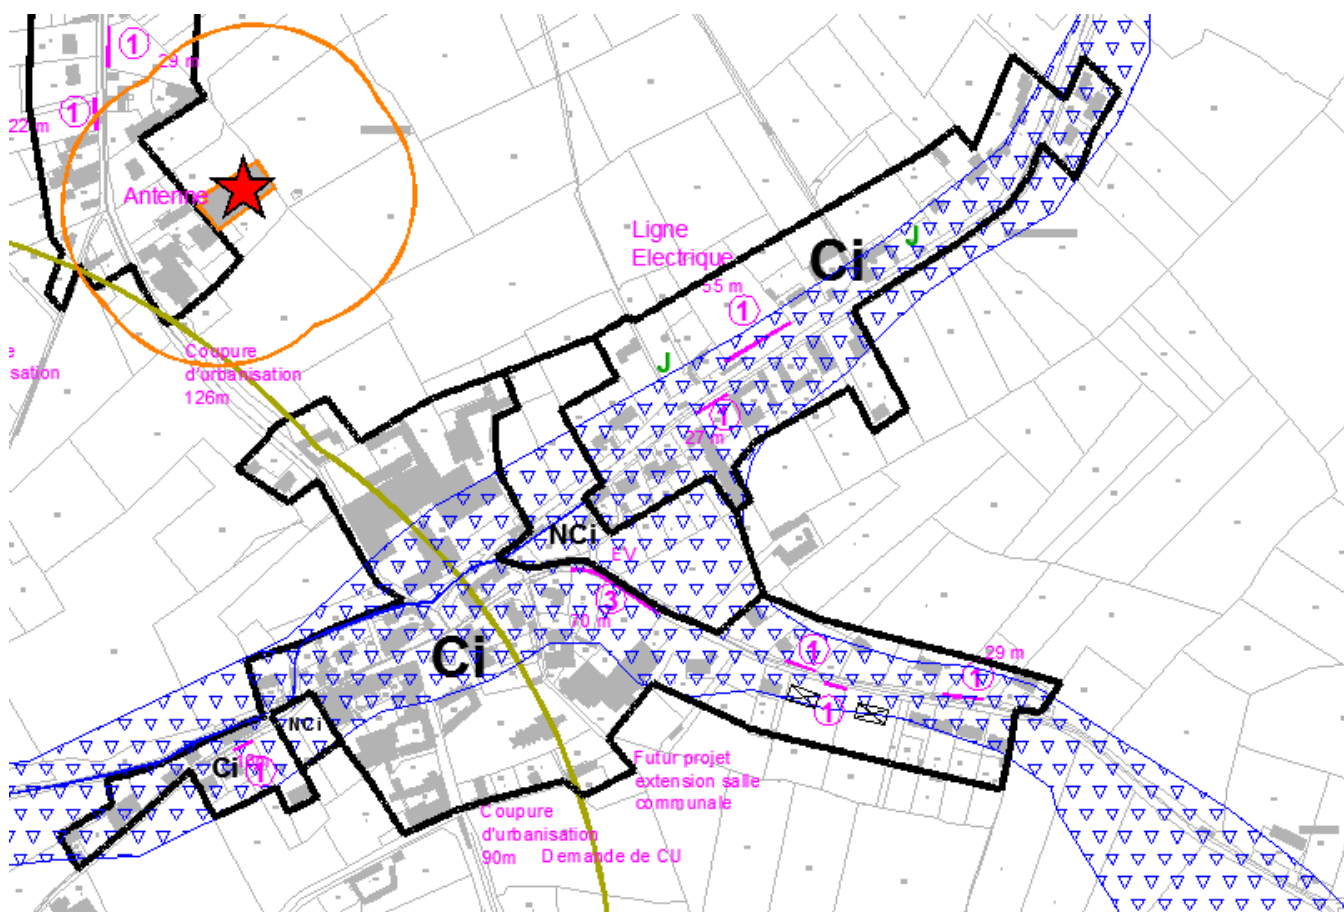 1
29 m
1
22 m
Antenne
Ligne
Electrique
55 m
Ci
J
1
J
1
27 m
e
sation
Coupure
d'urbanisation
126m
NCi
EV
3
70 m
Ci
1
29 m
1
1
NCi
Ci
1
Futur projet
extension salle
communale
Coupure
d'urbanisation
90m
Demande de CU